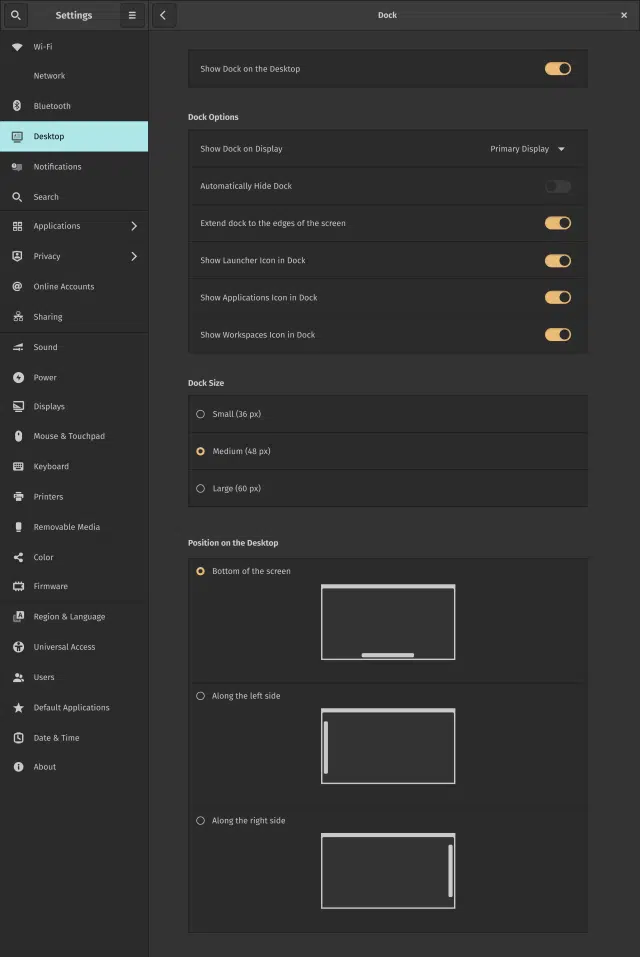 Settings
Dock
Wi-Fi
Network
Bluetooth
Desktop
Notifications
Search
Applications
Privacy
Online Accounts
Sharing
Sound
Power
Displays
Mouse & Touchpad
Keyboard
Printers
Removable Media
Color
Firmware
Region & Language
Universal Access
Users
Default Applications
Date & Time
About
Show Dock on the Desktop
Dock Options
Show Dock on Display Primary Display
Automatically Hide Dock
Extend dock to the edges of the screen
Show Launcher Icon in Dock
Show Applications Icon in Dock
Show Workspaces Icon in Dock
Dock Size
Small (36 px)
Medium (48 px)
Large (60 px)
Position on the Desktop
Bottom of the screen
Along the left side
Along the right side